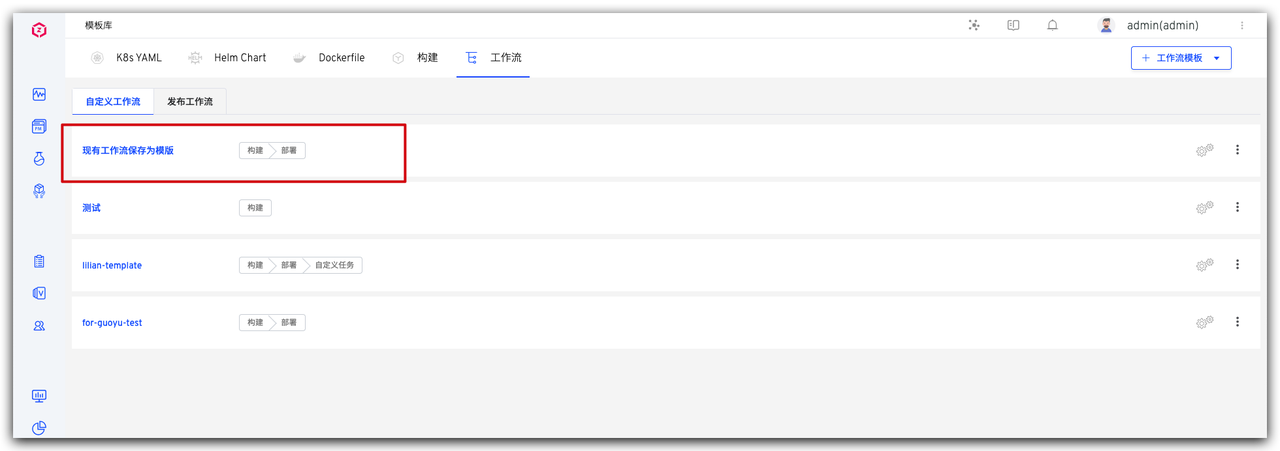 模板库
admin(admin)
K8s YAML
Helm Chart
Dockerfile
构建
工作流
+ 工作流模板
自定义工作流
发布工作流
现有工作流保存为模版
构建
部署
测试
构建
lilian-template
构建
部署
自定义任务
for-guoyu-test
构建
部署